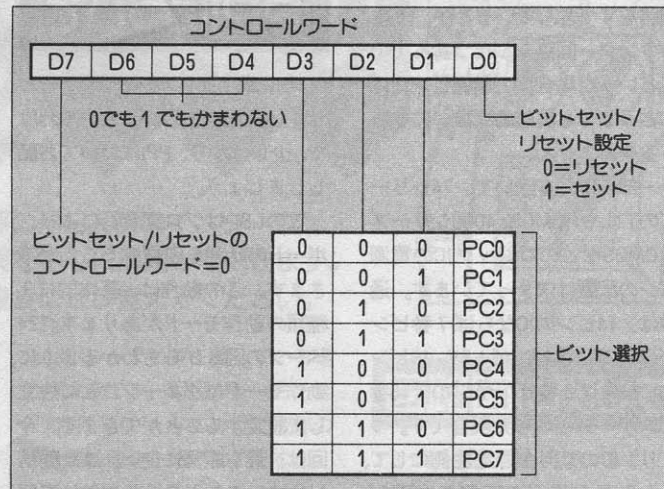 コントロールワード
D7 D6 D5 D4 D3 D2 D1 D0
0でも1でもかまわない
ビットセット/
リセット設定
0=リセット
1=セット
ビットセット/リセットの
コントロールワード=0
0 0 0 PC0
0 0 1 PC1
0 1 0 PC2
0 1 1 PC3
1 0 0 PC4
1 0 1 PC5
1 1 0 PC6
1 1 1 PC7
ビット選択